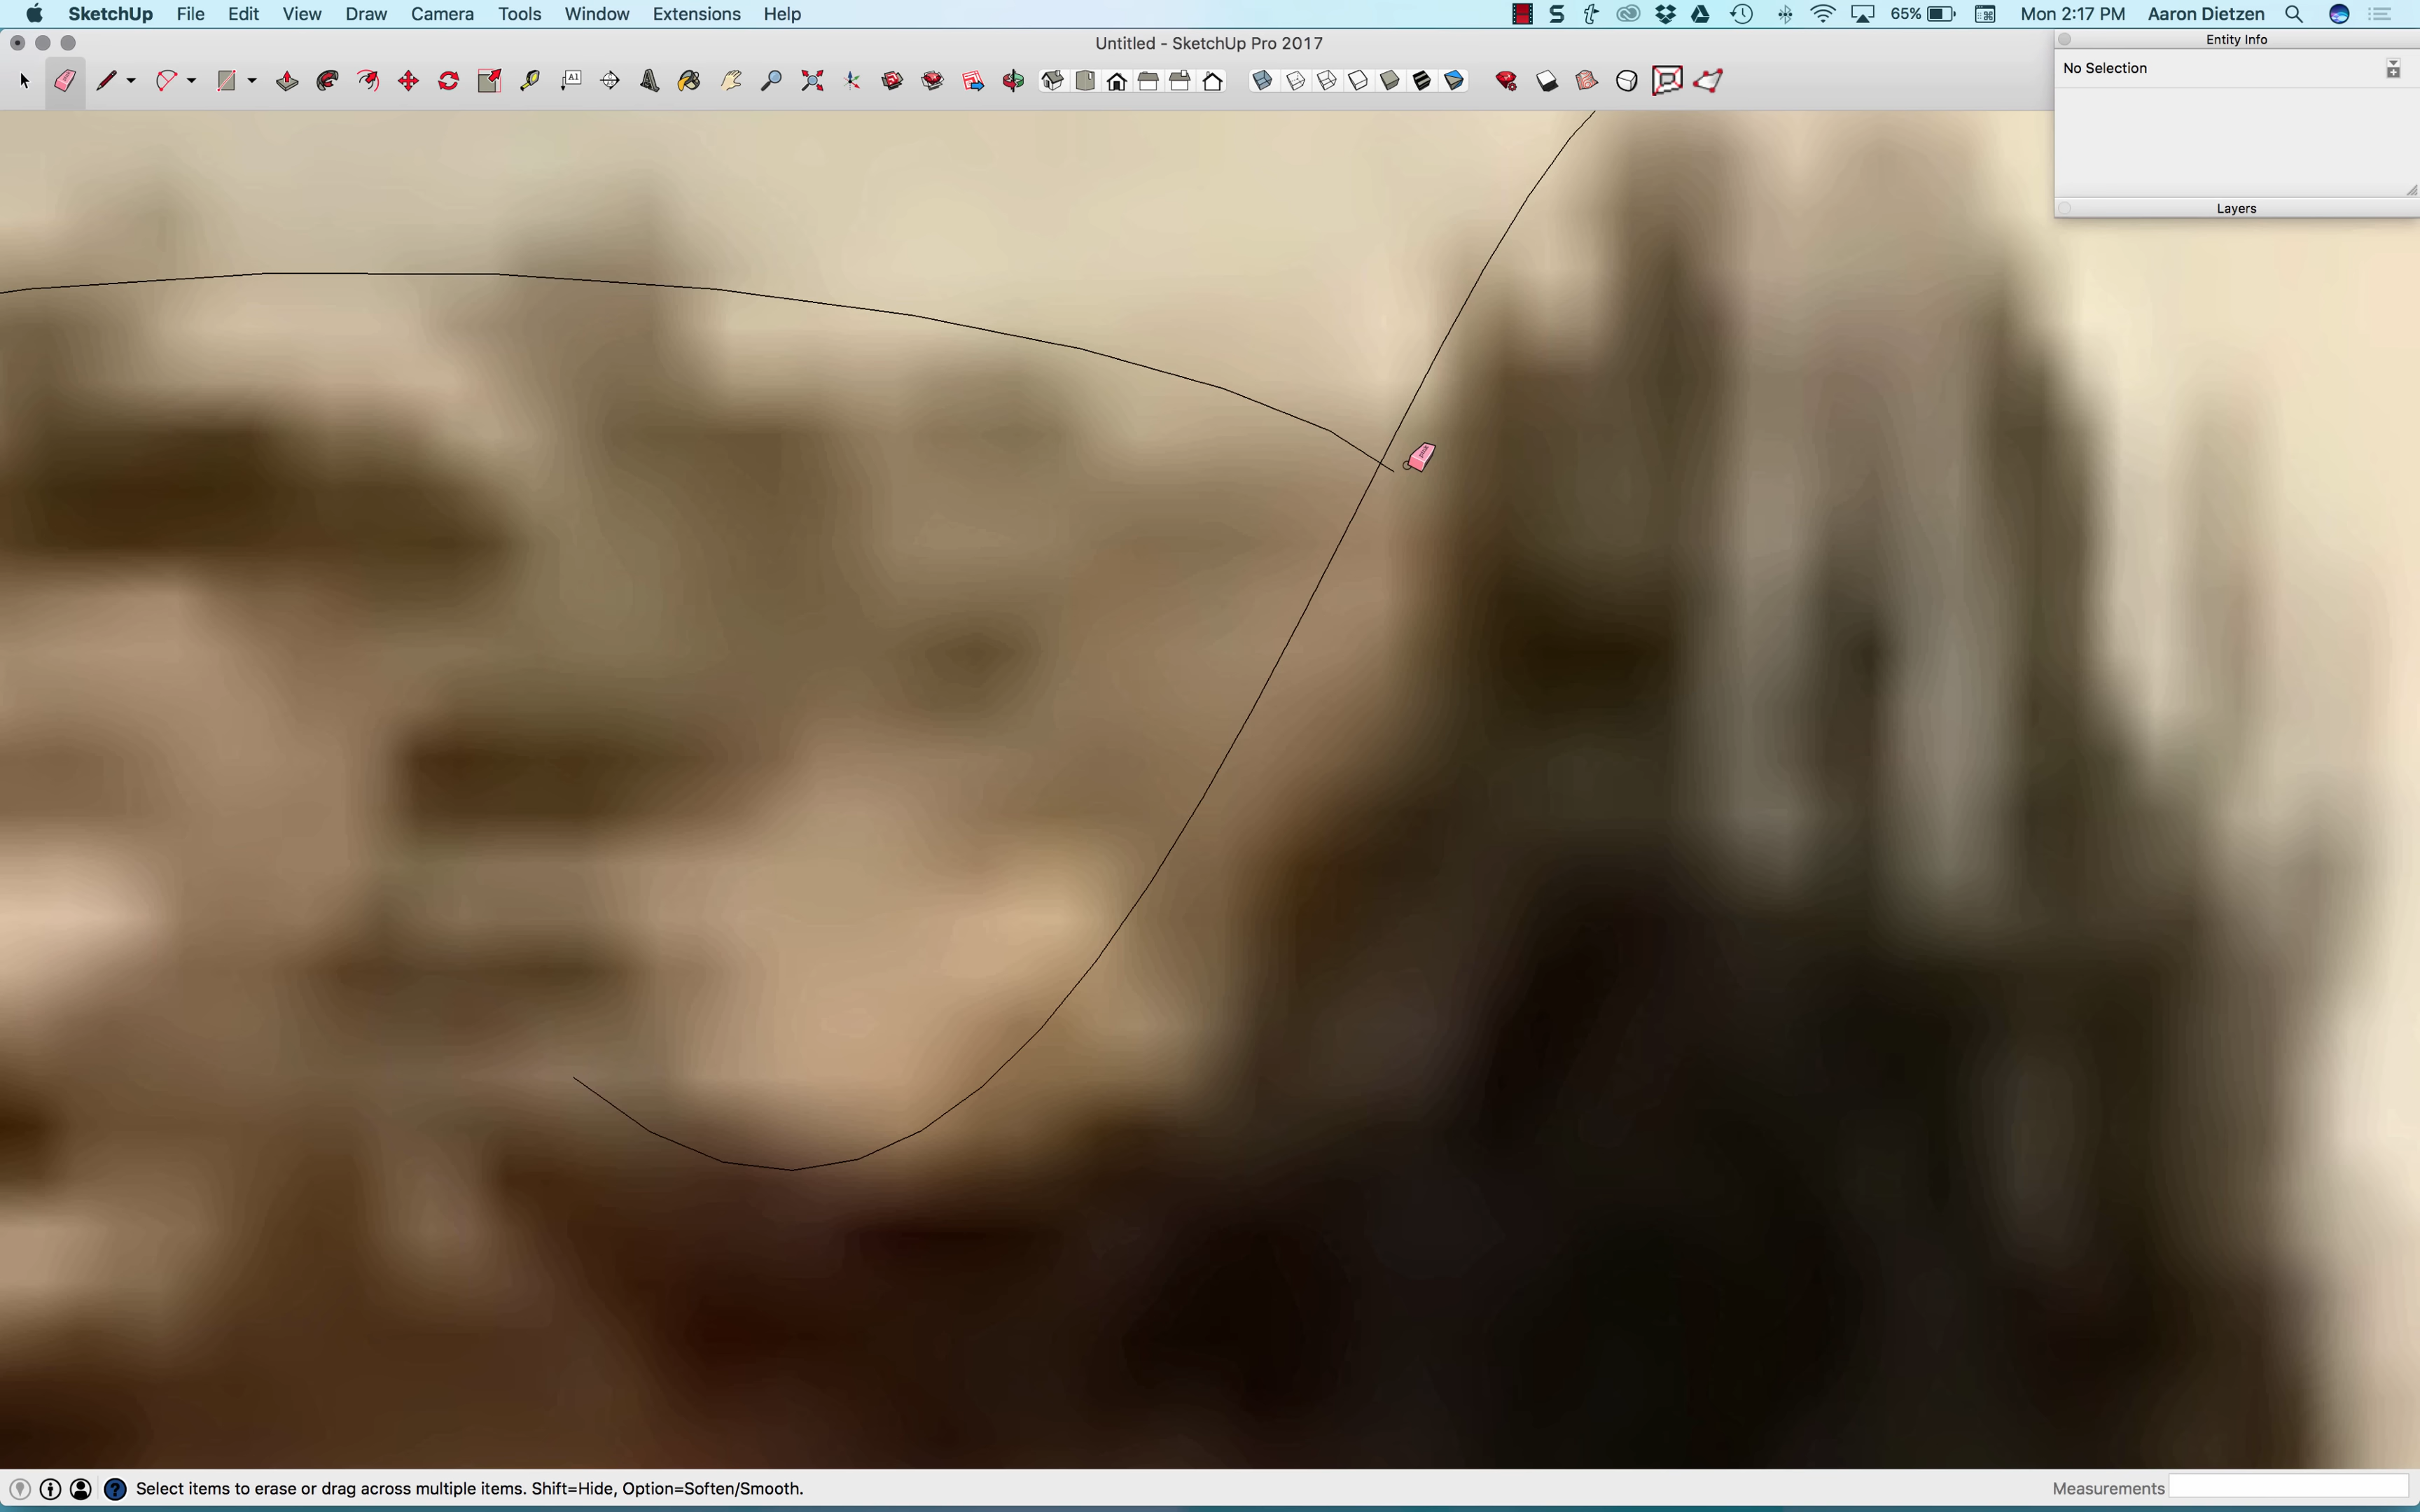 SketchUp File Edit View Draw Camera Tools Window Extensions Help 65% Mon 2:17 PM Aaron Dietzen
Untitled - SketchUp Pro 2017
Entity Info
No Selection
A1
Layers
Select items to erase or drag across multiple items. Shift=Hide, Option=Soften/Smooth.
Measurements